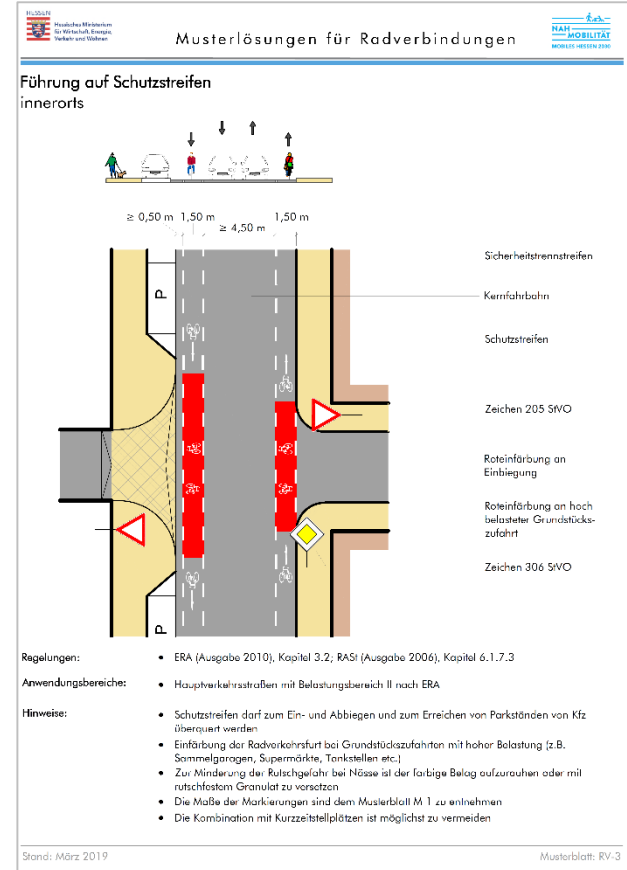 HESSEN
Hessisches Ministerium
für Wirtschaft, Energie,
Verkehr und Wohnen
Musterlösungen für Radverbindungen
NAH
MOBILITÄT
MOBILES HESSEN 2030
Führung auf Schutzstreifen
innerorts
≥ 0,50 m 1,50 m 1,50 m
≥ 4,50 m
P
Sicherheitstrennstreifen
Kernfahrbahn
Schutzstreifen
Zeichen 205 StVO
Roteinfärbung an
Einbiegung
Roteinfärbung an hoch
belasteter Grundstücks-
zufahrt
Zeichen 306 StVO
P
Regelungen:
• ERA (Ausgabe 2010), Kapitel 3.2; RASt (Ausgabe 2006), Kapitel 6.1.7.3
Anwendungsbereiche:
• Hauptverkehrsstraßen mit Belastungsbereich II nach ERA
Hinweise:
• Schutzstreifen darf zum Ein- und Abbiegen und zum Erreichen von Parkständen von Kfz
überquert werden
• Einfärbung der Radverkehrsfurt bei Grundstückszufahrten mit hoher Belastung (z.B.
Sammelgaragen, Supermärkte, Tankstellen etc.)
• Zur Minderung der Rutschgefahr bei Nässe ist der farbige Belag aufzurauhen oder mit
rutschfestem Granulat zu versetzen
• Die Maße der Markierungen sind dem Musterblatt M 1 zu entnehmen
• Die Kombination mit Kurzzeitstellplätzen ist möglichst zu vermeiden
Stand: März 2019
Musterblatt: RV-3